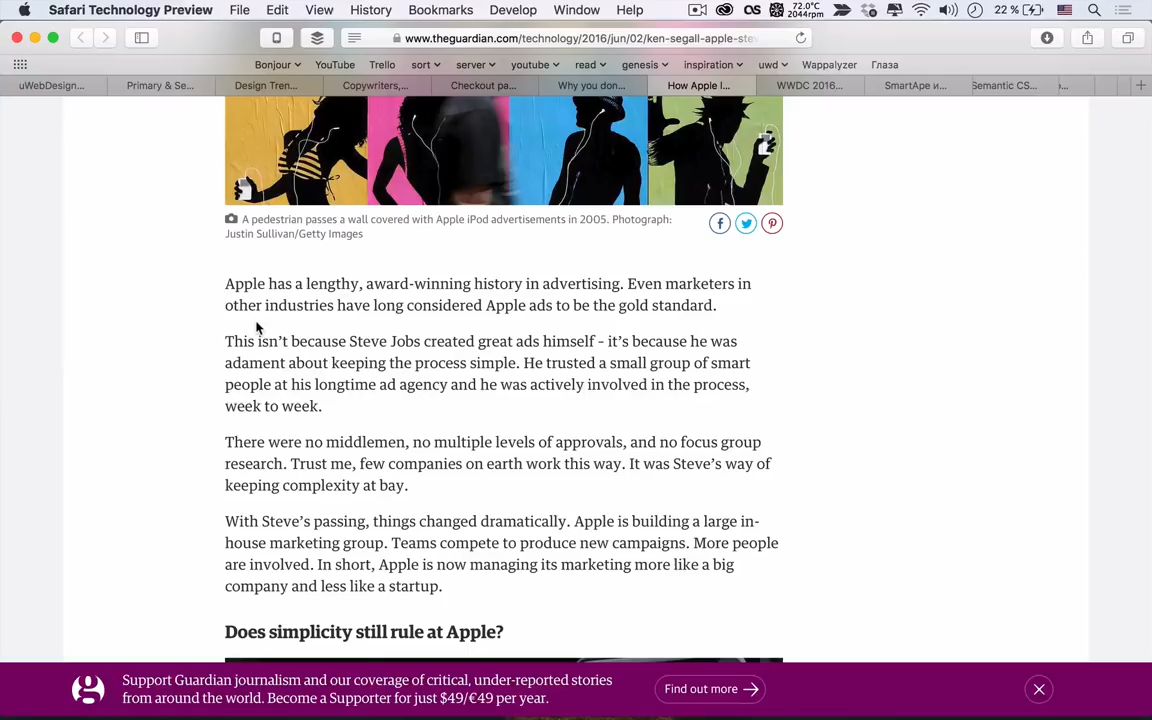 Safari Technology Preview File Edit View History Bookmarks Develop Window Help 72.0°C 2044rpm 22 %
www.theguardian.com/technology/2016/jun/02/ken-segall-apple-ste
Bonjour YouTube Trello sort server youtube read genesis inspiration uwd Wappalyzer Глаза
uWebDesign... Primary & Se... Design Tren... Copywriters,... Checkout pa... Why you don... How Apple l... WWDC 2016... SmartApe и... Semantic CS...
A pedestrian passes a wall covered with Apple iPod advertisements in 2005. Photograph:
Justin Sullivan/Getty Images
Apple has a lengthy, award-winning history in advertising. Even marketers in
other industries have long considered Apple ads to be the gold standard.
This isn't because Steve Jobs created great ads himself – it's because he was
adament about keeping the process simple. He trusted a small group of smart
people at his longtime ad agency and he was actively involved in the process,
week to week.
There were no middlemen, no multiple levels of approvals, and no focus group
research. Trust me, few companies on earth work this way. It was Steve's way of
keeping complexity at bay.
With Steve's passing, things changed dramatically. Apple is building a large in-
house marketing group. Teams compete to produce new campaigns. More people
are involved. In short, Apple is now managing its marketing more like a big
company and less like a startup.
Does simplicity still rule at Apple?
Support Guardian journalism and our coverage of critical, under-reported stories
from around the world. Become a Supporter for just $49/€49 per year.
Find out more